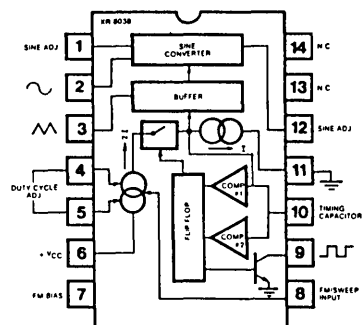 XR 8038
SINE ADJ 1
SINE CONVERTER
14 N C
2
13 N C
BUFFER
3
12 SINE ADJ
2I
I
DUTY CYCLE ADJ
4
11
5
COMP #1
10 TIMING CAPACITOR
FLIP FLOP
COMP #2
+ VCC 6
9
FM BIAS 7
8 FM/SWEEP INPUT